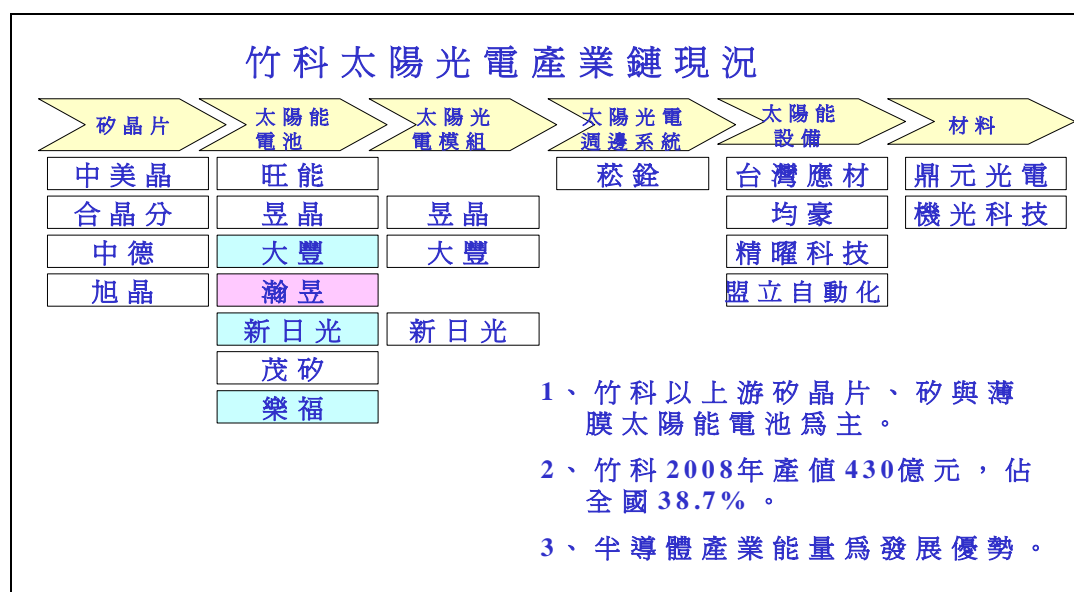 竹科太陽光電產業鏈現況
矽晶片
太陽能
電池
太陽光
電模組
太陽光電
週邊系統
太陽能
設備
材料
中美晶
旺能
菘銓
台灣應材
鼎元光電
合晶分
昱晶
昱晶
均豪
機光科技
中德
大豐
大豐
精曜科技
旭晶
瀚昱
盟立自動化
新日光
新日光
茂矽
樂福
1、竹科以上游矽晶片、矽與薄
膜太陽能電池為主。
2、竹科2008年產值430億元，佔
全國38.7%。
3、半導體產業能量為發展優勢。